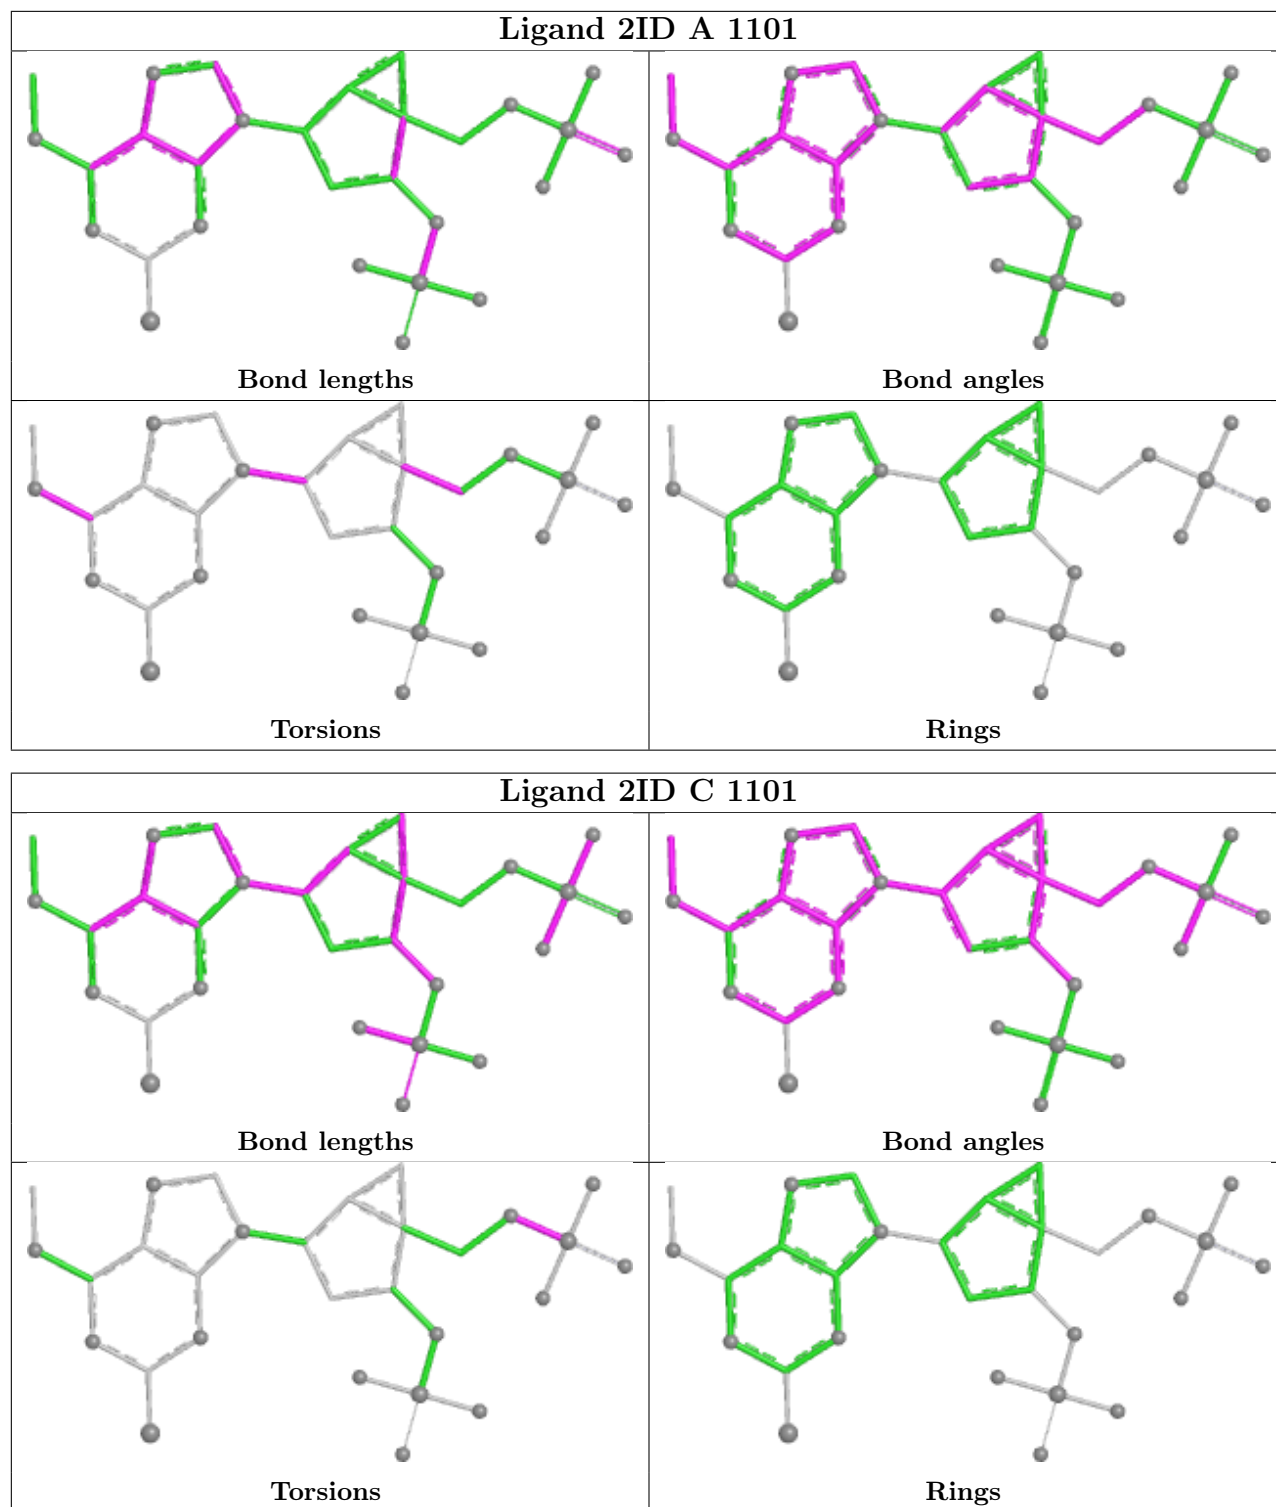 Ligand 2ID A 1101
Bond lengths
Bond angles
Torsions
Rings
Ligand 2ID C 1101
Bond lengths
Bond angles
Torsions
Rings